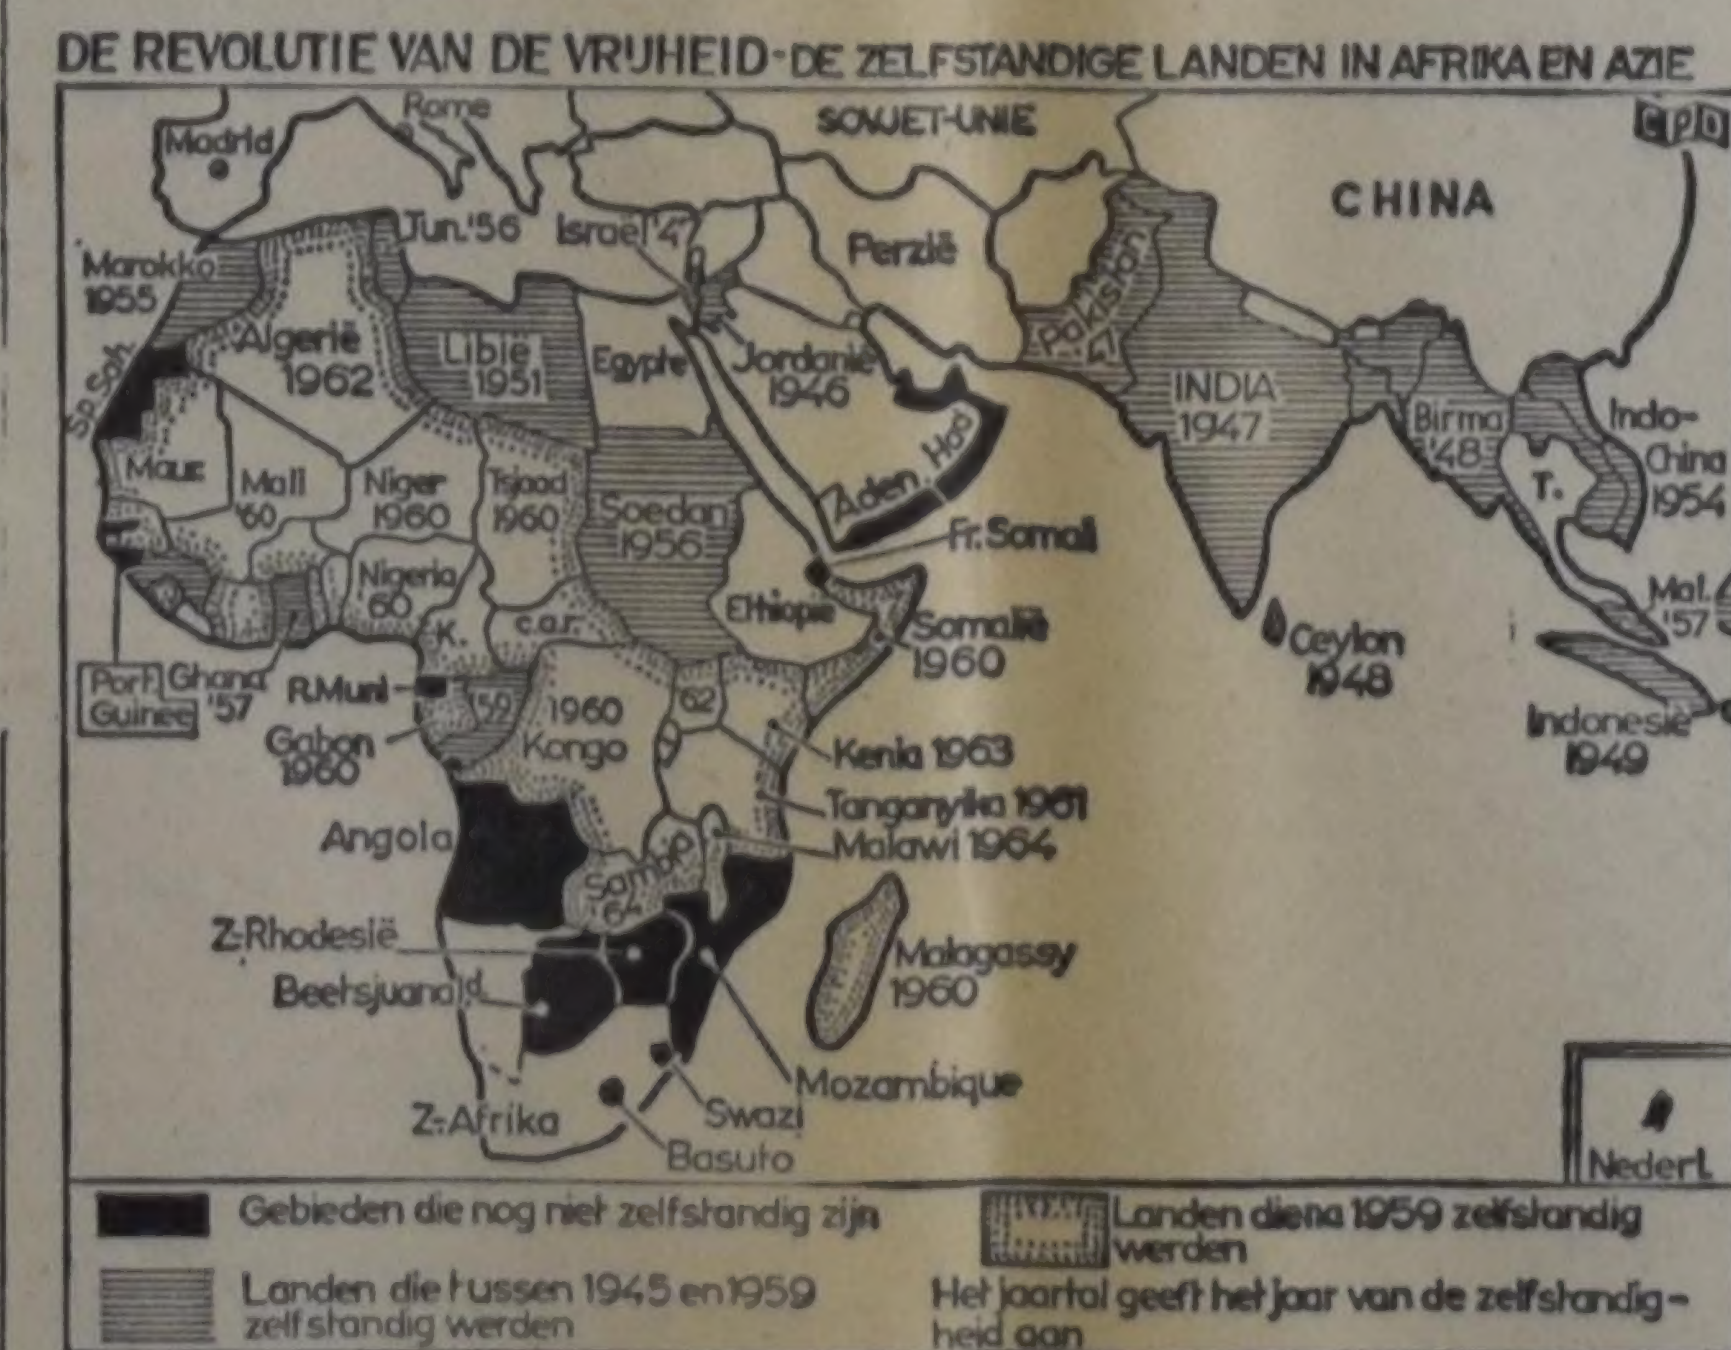 DE REVOLUTIE VAN DE VRIJHEID-DE ZELFSTANDIGE LANDEN IN AFRIKA EN AZIE
Madrid
Rome
SOWJET-UNIE
CPD
CHINA
Marokko
1955
Tun.'56
Israël '47
Perzië
Pakistan
47
Algerië
1962
Libië
1951
Egypte
Jordanië
1946
INDIA
1947
Birma
'48
T.
Indo-
China
1954
Sp. Sah.
Maur.
Mali
'60
Niger
1960
Tsjaad
1960
Soedan
1956
Aden. Had
Fr. Somali
Nigeria
60
K.
c.a.r.
Ethiopië
Somalië
1960
Ceylon
1948
Mal.
'57
Port.
Guinee
Ghana
'57
R.Muni
'59
1960
Kongo
62
Gabon
1960
Kenia 1963
Indonesië
1949
Tanganyika 1961
Malawi 1964
Angola
Sambia
64
Z-Rhodesië
Beetsjuanald.
Malagassy
1960
Mozambique
Z-Afrika
Swazi
Basuto
Nederl.
Gebieden die nog niet zelfstandig zijn
Landen die tussen 1945 en 1959
zelfstandig werden
Landen die na 1959 zelfstandig
werden
Het jaartal geeft het jaar van de zelfstandig-
heid aan